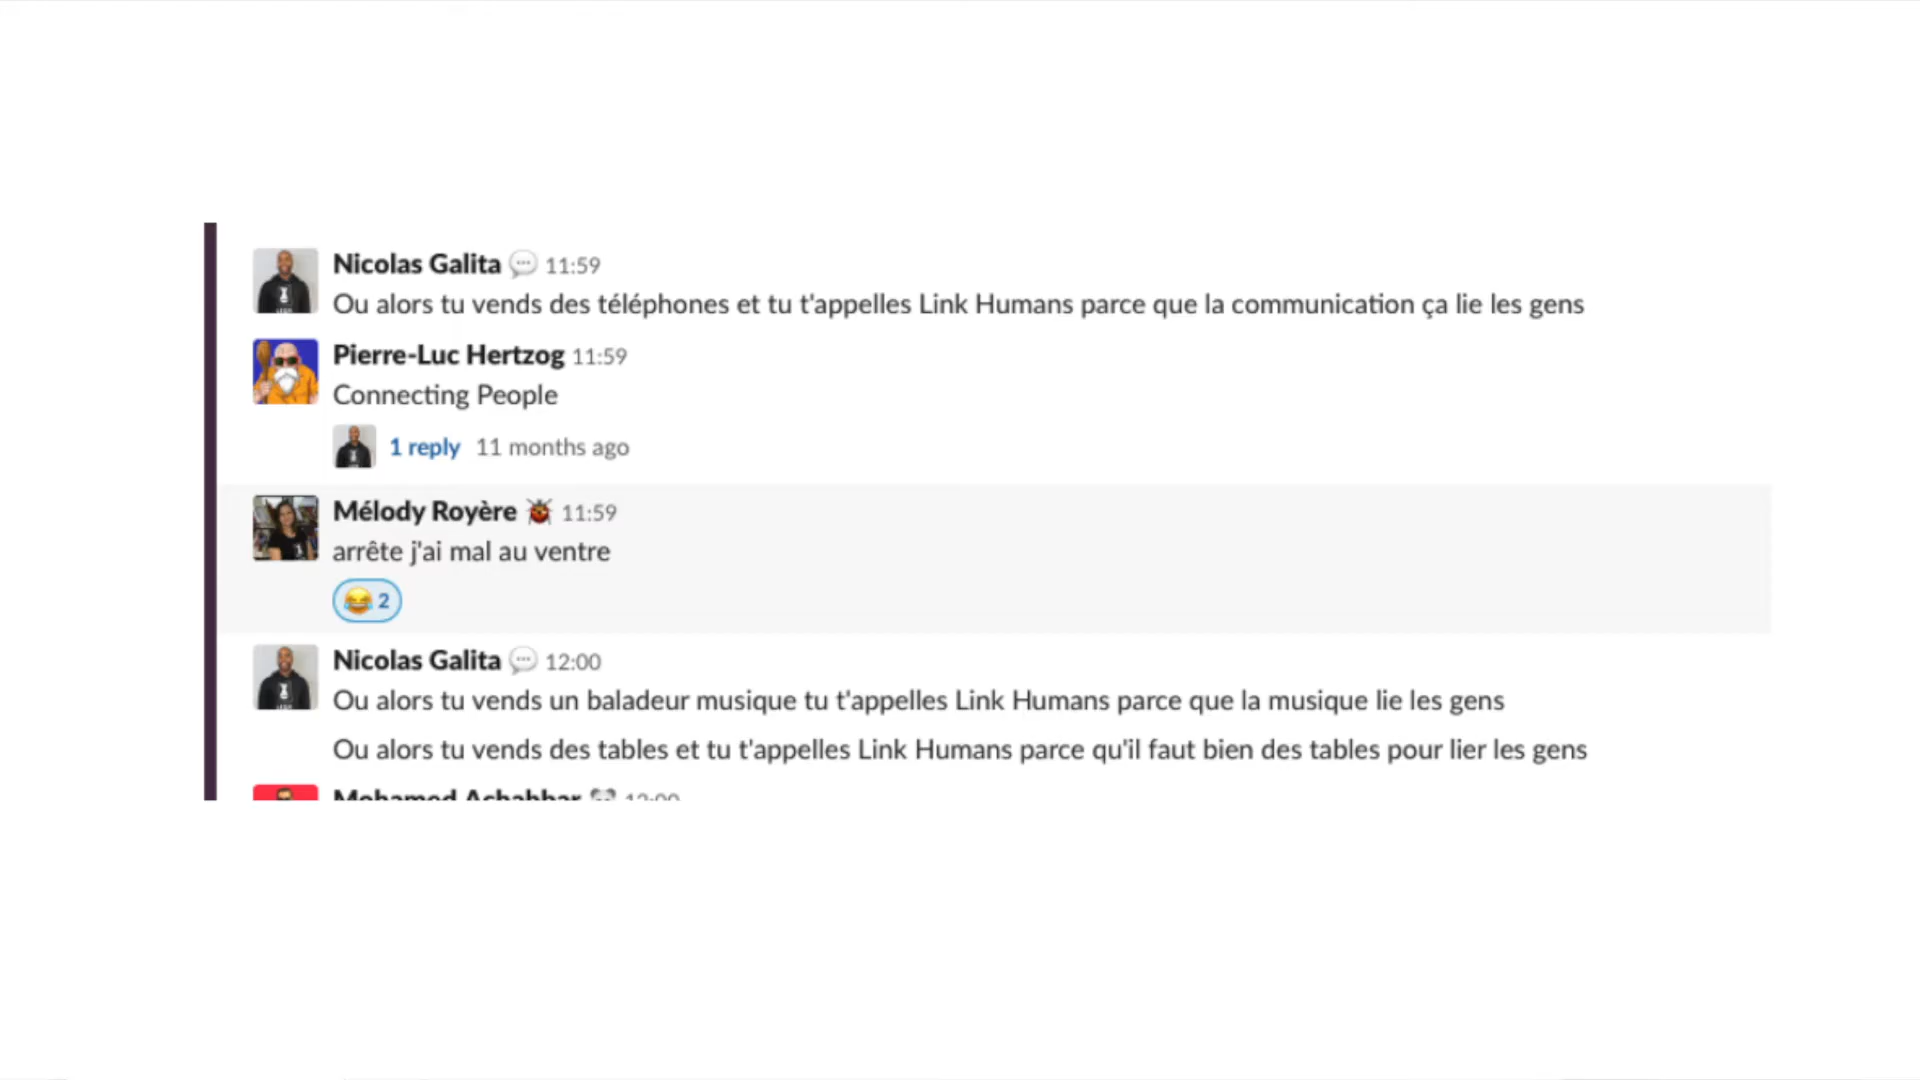 Nicolas Galita 11:59
Ou alors tu vends des téléphones et tu t'appelles Link Humans parce que la communication ça lie les gens
Pierre-Luc Hertzog 11:59
Connecting People
1 reply 11 months ago
Mélody Royère 11:59
arrête j'ai mal au ventre
2
Nicolas Galita 12:00
Ou alors tu vends un baladeur musique tu t'appelles Link Humans parce que la musique lie les gens
Ou alors tu vends des tables et tu t'appelles Link Humans parce qu'il faut bien des tables pour lier les gens
Mohamed Achahbar 12:00